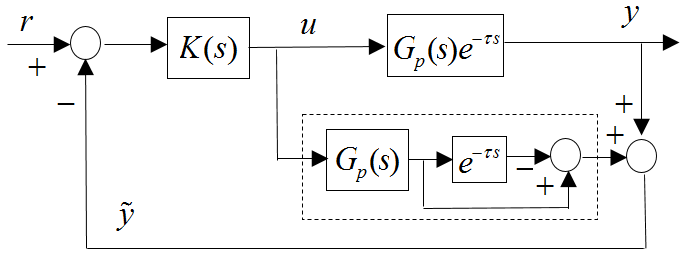 r
u
y
+
−
K(s)
G_p(s)e^{−τs}
+
+
G_p(s)
e^{−τs}
−
+
ỹ